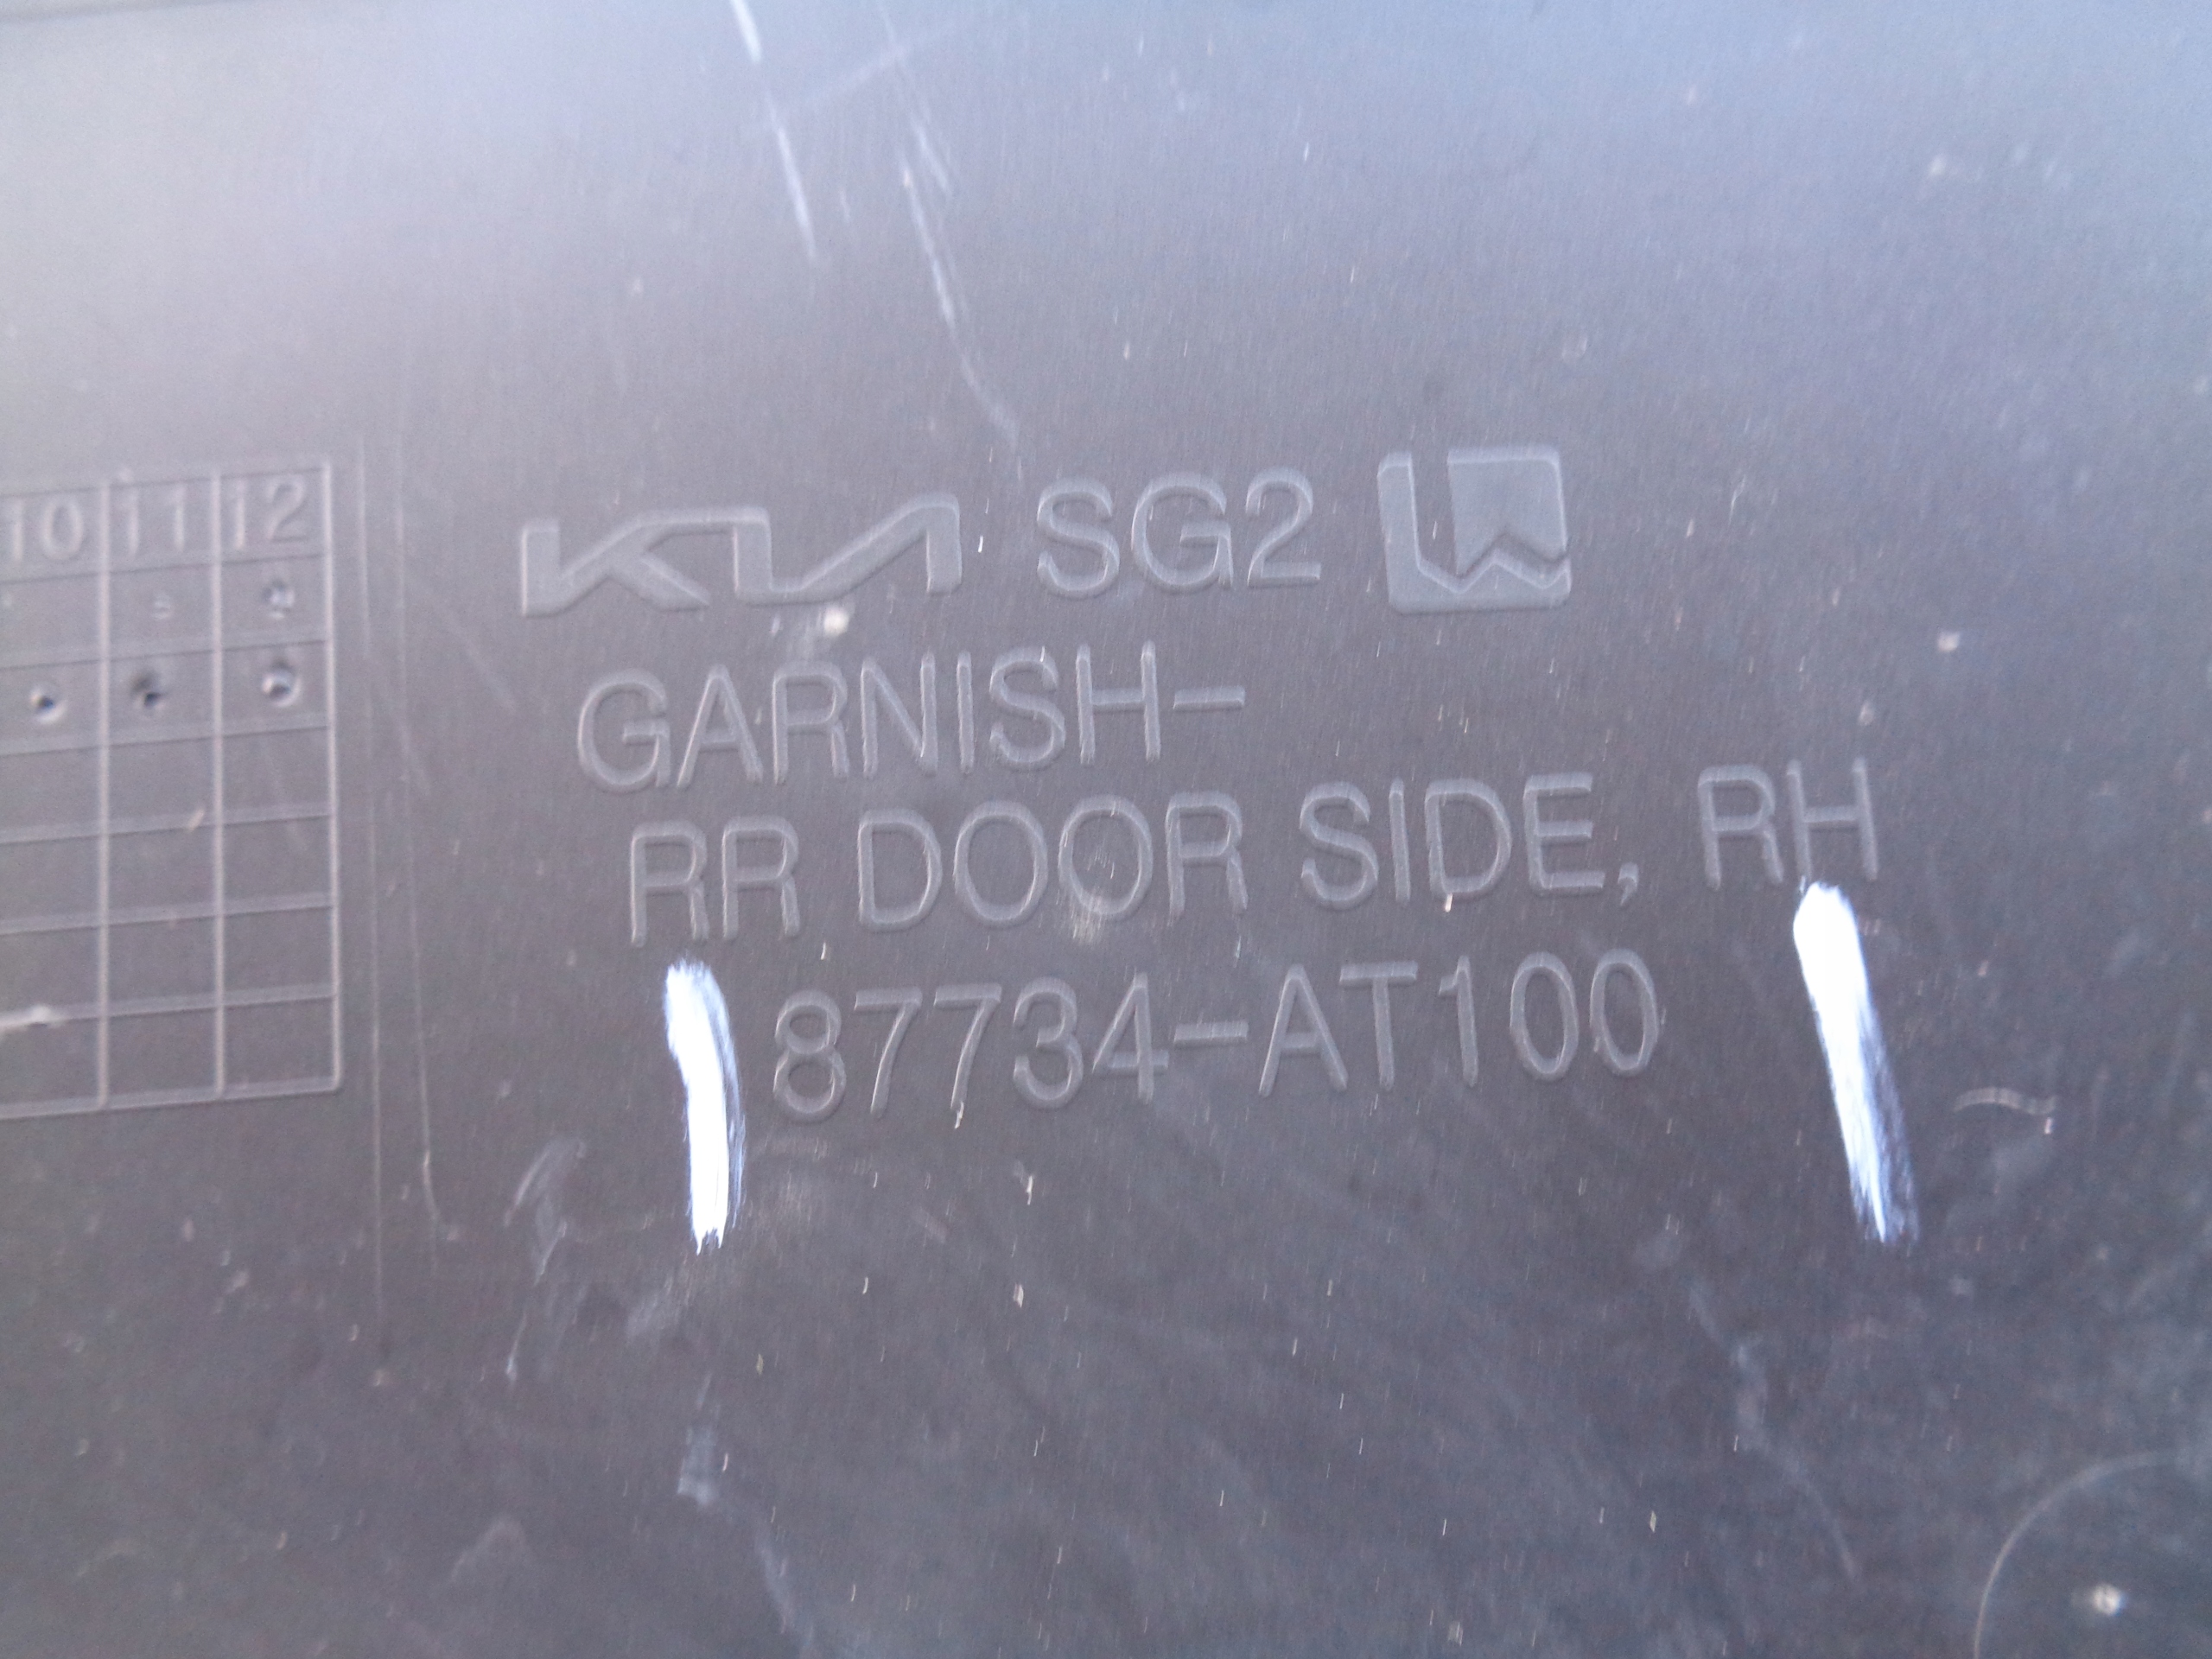 10 11 12
KIA SG2
GARNISH-
RR DOOR SIDE, RH
87734-AT100